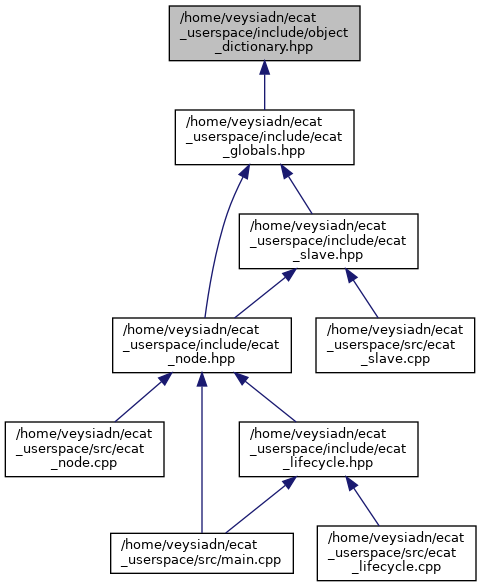 /home/veysiadn/ecat
_userspace/include/object
_dictionary.hpp
/home/veysiadn/ecat
_userspace/include/ecat
_globals.hpp
/home/veysiadn/ecat
_userspace/include/ecat
_slave.hpp
/home/veysiadn/ecat
_userspace/include/ecat
_node.hpp
/home/veysiadn/ecat
_userspace/src/ecat
_slave.cpp
/home/veysiadn/ecat
_userspace/src/ecat
_node.cpp
/home/veysiadn/ecat
_userspace/include/ecat
_lifecycle.hpp
/home/veysiadn/ecat
_userspace/src/main.cpp
/home/veysiadn/ecat
_userspace/src/ecat
_lifecycle.cpp